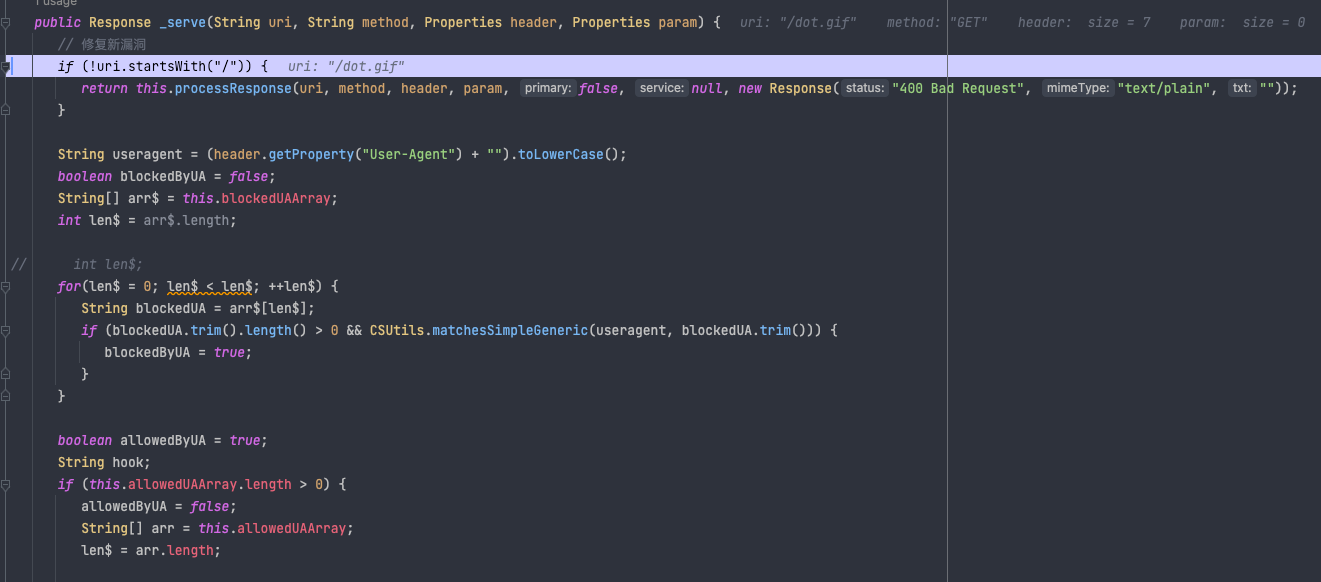 1 usage
public Response _serve(String uri, String method, Properties header, Properties param) {   uri: "/dot.gif"    method: "GET"    header:  size = 7    param:  size = 0
// 修复新漏洞
if (!uri.startsWith("/")) {   uri: "/dot.gif"
return this.processResponse(uri, method, header, param, primary: false, service: null, new Response( status: "400 Bad Request", mimeType: "text/plain", txt: ""));
}
String useragent = (header.getProperty("User-Agent") + "").toLowerCase();
boolean blockedByUA = false;
String[] arr$ = this.blockedUAArray;
int len$ = arr$.length;
//      int len$;
for(len$ = 0; len$ < len$; ++len$) {
String blockedUA = arr$[len$];
if (blockedUA.trim().length() > 0 && CSUtils.matchesSimpleGeneric(useragent, blockedUA.trim())) {
blockedByUA = true;
}
}
boolean allowedByUA = true;
String hook;
if (this.allowedUAArray.length > 0) {
allowedByUA = false;
String[] arr = this.allowedUAArray;
len$ = arr.length;